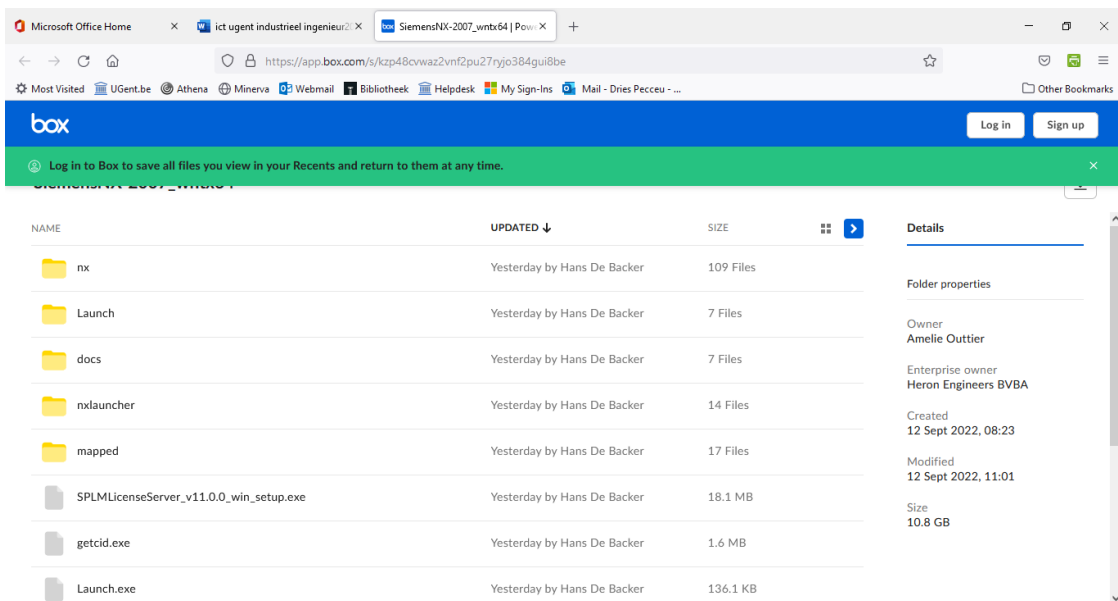 Microsoft Office Home
ict ugent industrieel ingenieur20
box SiemensNX-2007_wntx64 | Powe
https://app.box.com/s/kzp48cvwaz2vnf2pu27ryjo384gui8be
Most Visited UGent.be Athena Minerva Webmail Bibliotheek Helpdesk My Sign-Ins Mail - Dries Pecceu - ... Other Bookmarks
box Log in Sign up
Log in to Box to save all files you view in your Recents and return to them at any time.
SiemensNX-2007_wntx64
NAME UPDATED SIZE
nx Yesterday by Hans De Backer 109 Files
Launch Yesterday by Hans De Backer 7 Files
docs Yesterday by Hans De Backer 7 Files
nxlauncher Yesterday by Hans De Backer 14 Files
mapped Yesterday by Hans De Backer 17 Files
SPLMLicenseServer_v11.0.0_win_setup.exe Yesterday by Hans De Backer 18.1 MB
getcid.exe Yesterday by Hans De Backer 1.6 MB
Launch.exe Yesterday by Hans De Backer 136.1 KB
Details
Folder properties
Owner
Amelie Outtier
Enterprise owner
Heron Engineers BVBA
Created
12 Sept 2022, 08:23
Modified
12 Sept 2022, 11:01
Size
10.8 GB